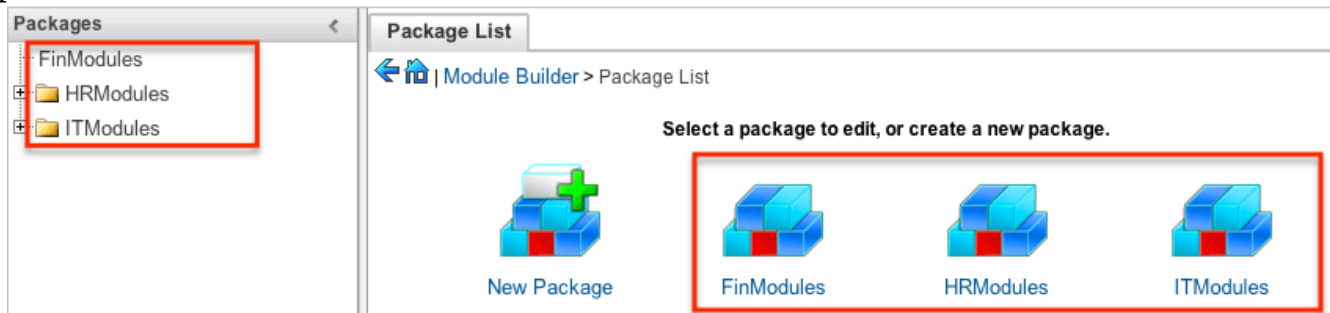 Packages
FinModules
HRModules
ITModules
Package List
| Module Builder > Package List
Select a package to edit, or create a new package.
New Package
FinModules
HRModules
ITModules